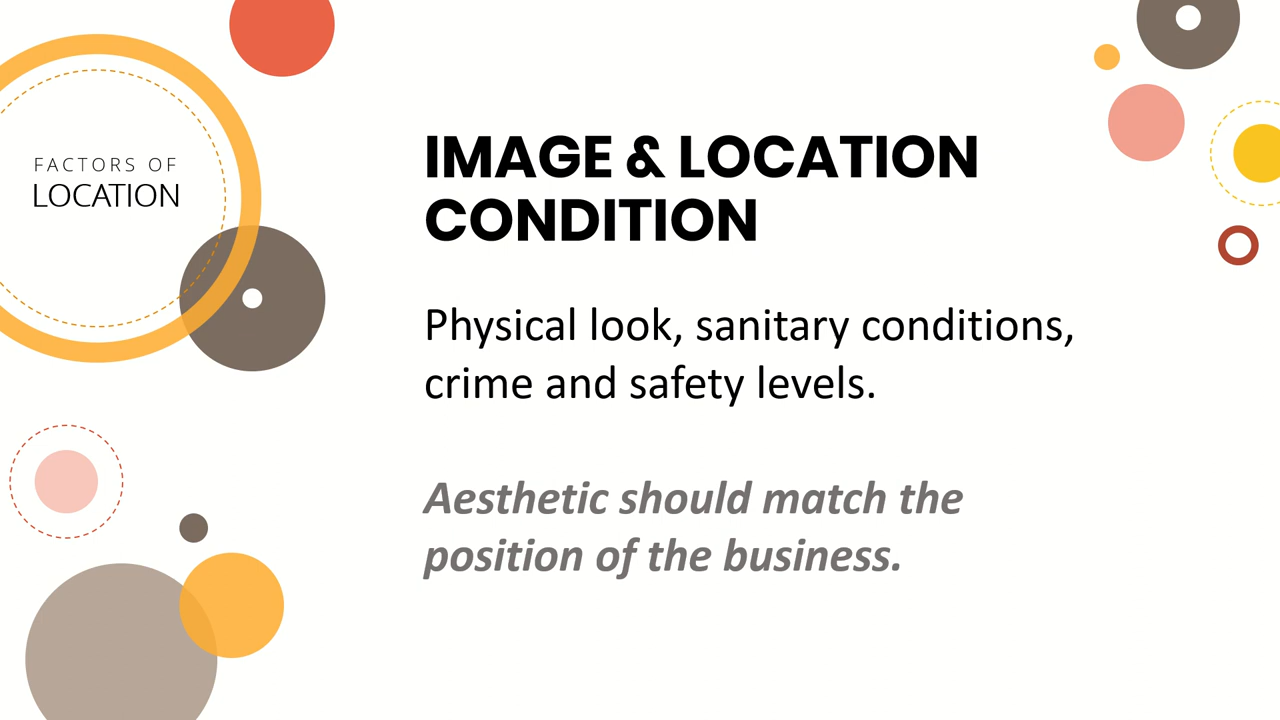 FACTORS OF
LOCATION
IMAGE & LOCATION
CONDITION
Physical look, sanitary conditions,
crime and safety levels.
Aesthetic should match the
position of the business.